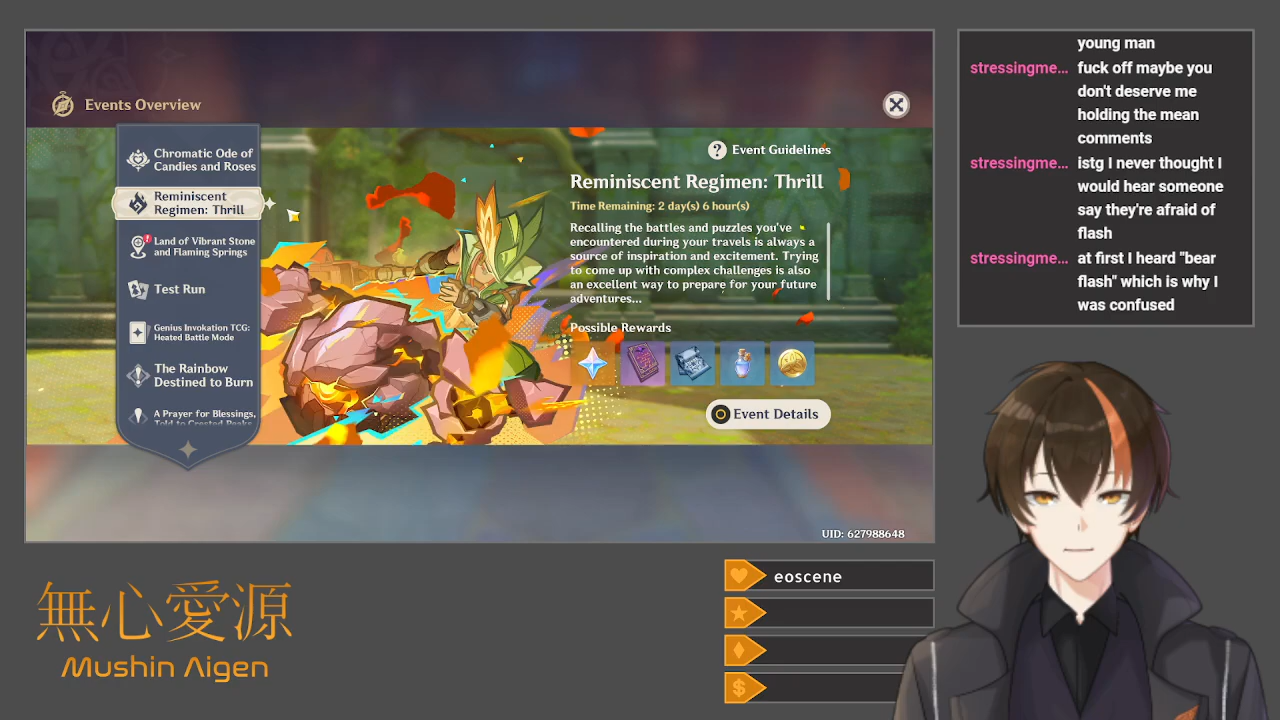 Events Overview
Chromatic Ode of
Candies and Roses
Reminiscent
Regimen: Thrill
Land of Vibrant Stone
and Flaming Springs
Test Run
Genius Invokation TCG:
Heated Battle Mode
The Rainbow
Destined to Burn
A Prayer for Blessings,
Told to Crested Peaks
? Event Guidelines
Reminiscent Regimen: Thrill
Time Remaining: 2 day(s) 6 hour(s)
Recalling the battles and puzzles you've
encountered during your travels is always a
source of inspiration and excitement. Trying
to come up with complex challenges is also
an excellent way to prepare for your future
adventures...
Possible Rewards
Event Details
UID: 627988648
young man
stressingme... fuck off maybe you
don't deserve me
holding the mean
comments
stressingme... istg I never thought I
would hear someone
say they're afraid of
flash
stressingme... at first I heard "bear
flash" which is why I
was confused
無心愛源
Mushin Aigen
eoscene
$